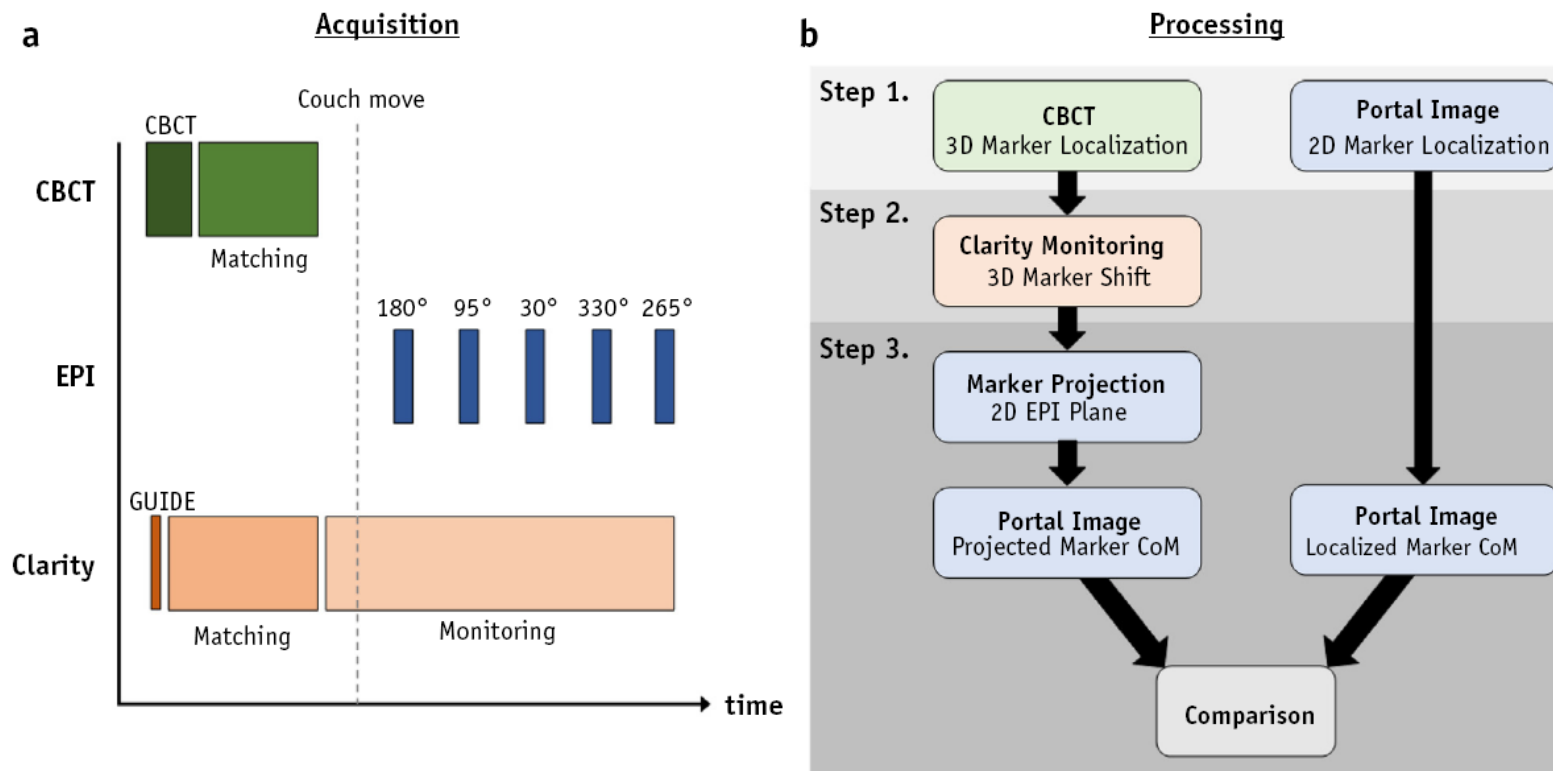 a
Acquisition
Couch move
CBCT
CBCT
Matching
180° 95° 30° 330° 265°
EPI
GUIDE
Clarity
Matching
Monitoring
time
b
Processing
Step 1.
CBCT
3D Marker Localization
Portal Image
2D Marker Localization
Step 2.
Clarity Monitoring
3D Marker Shift
Step 3.
Marker Projection
2D EPI Plane
Portal Image
Projected Marker CoM
Portal Image
Localized Marker CoM
Comparison